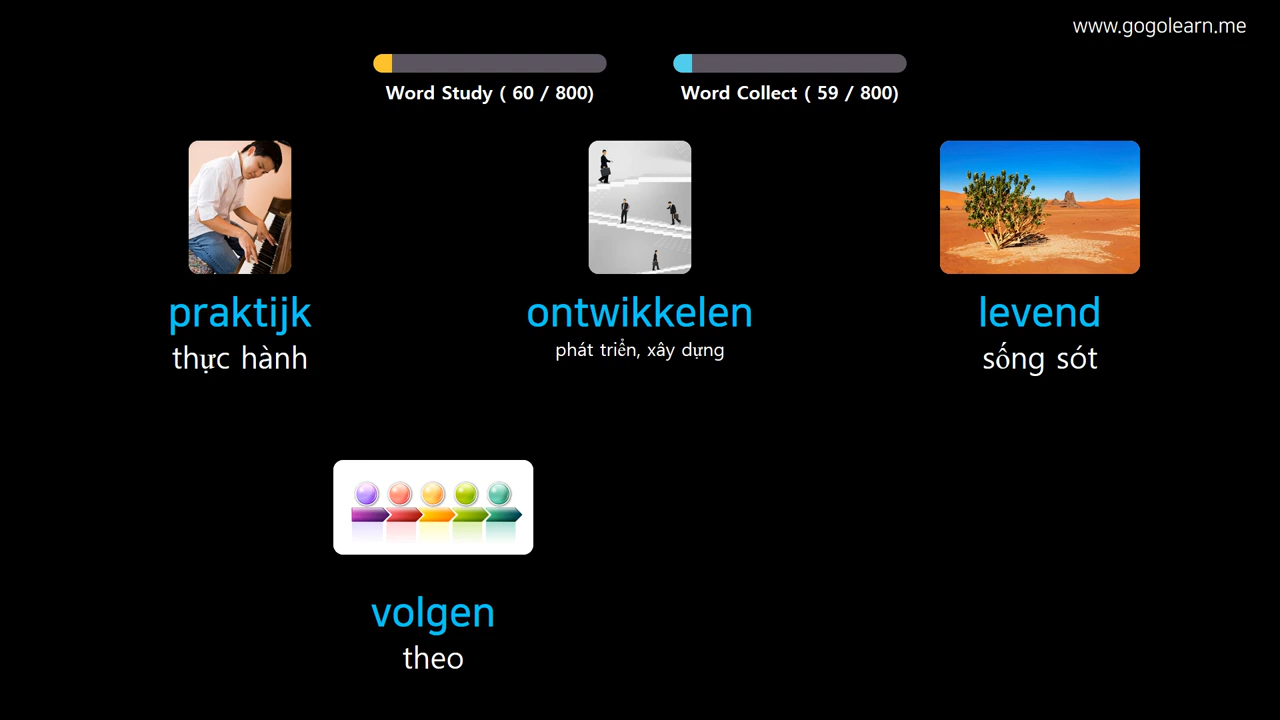 www.gogolearn.me
Word Study ( 60 / 800)
Word Collect ( 59 / 800)
praktijk
thực hành
ontwikkelen
phát triển, xây dựng
levend
sống sót
volgen
theo